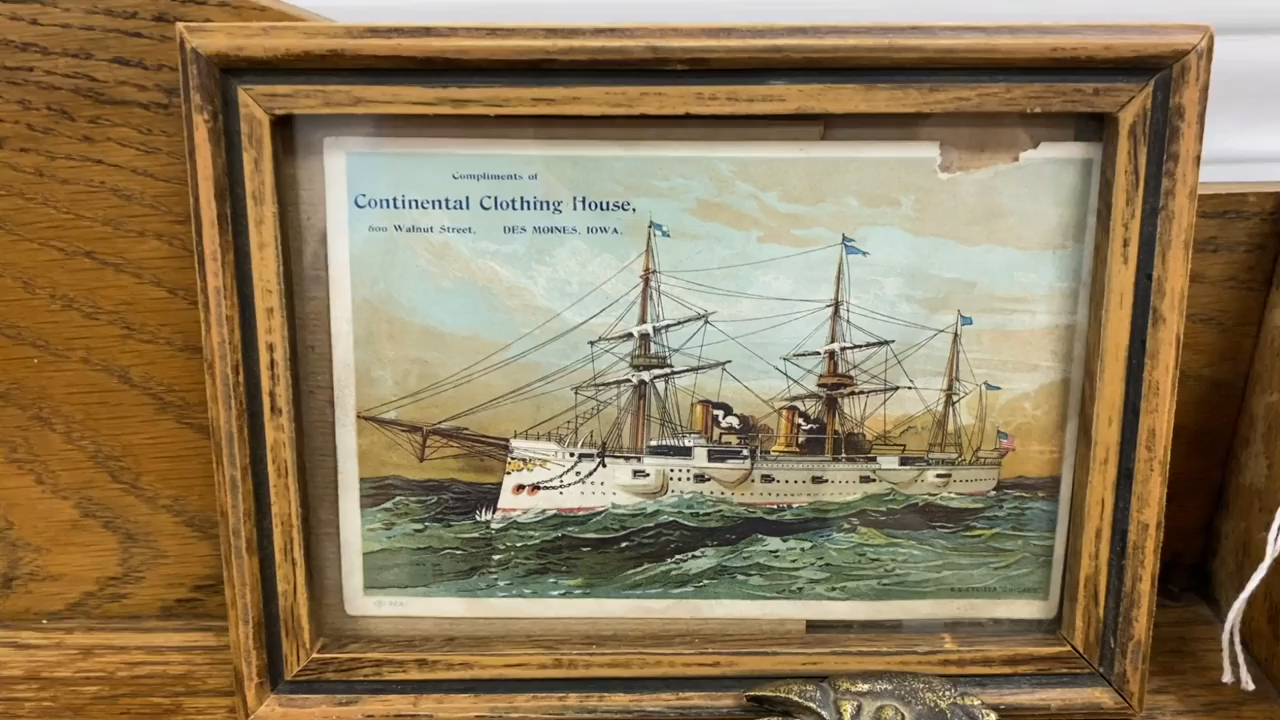 Compliments of
Continental Clothing House,
600 Walnut Street. DES MOINES, IOWA.